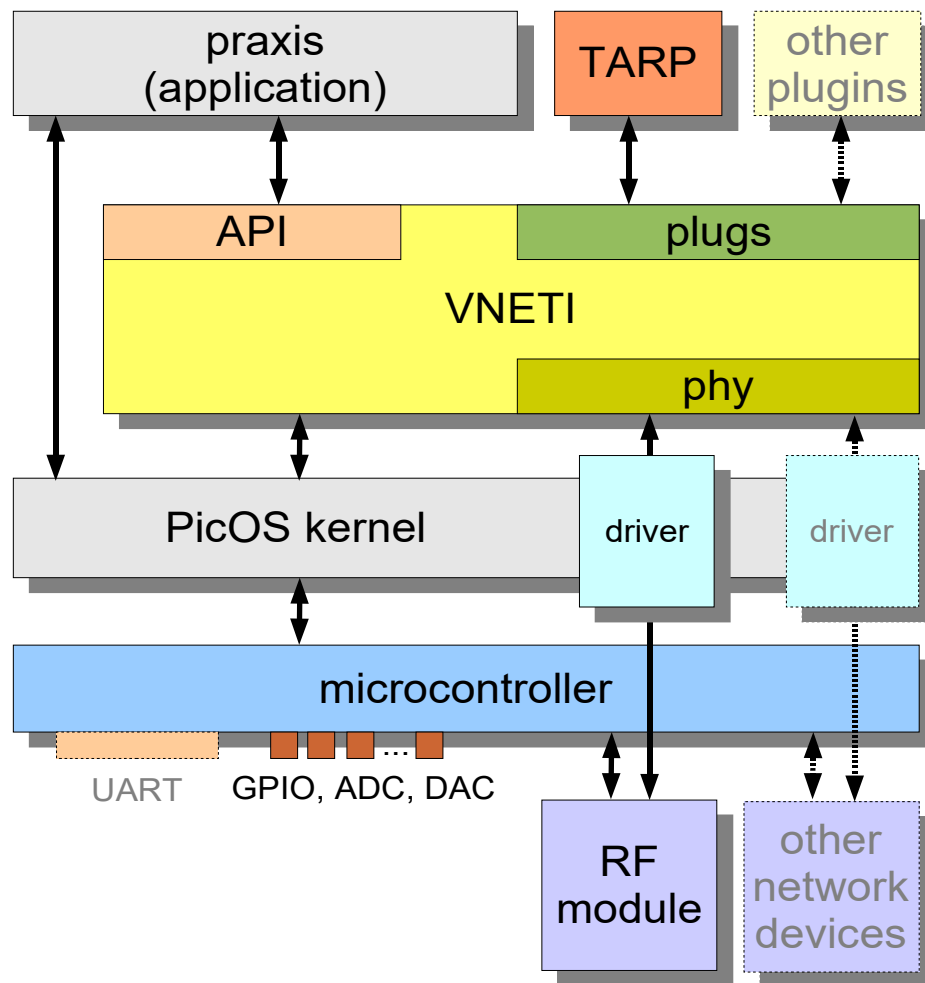 praxis
(application)
TARP
other
plugins
API
plugs
VNETI
phy
PicOS kernel
driver
driver
microcontroller
...
UART
GPIO, ADC, DAC
RF
module
other
network
devices